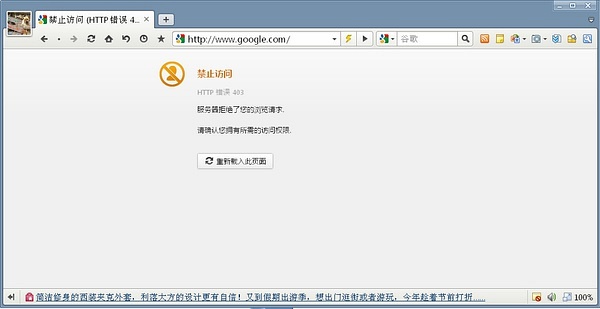 禁止访问 (HTTP 错误 4...
http://www.google.com/
谷歌
禁止访问
HTTP 错误 403
服务器拒绝了您的浏览请求.
请确认您拥有所需的访问权限.
重新载入此页面
简洁修身的西装夹克外套，利落大方的设计更有自信！又到假期出游季，想出门逛街或者游玩，今年趁着节前打折......
100%